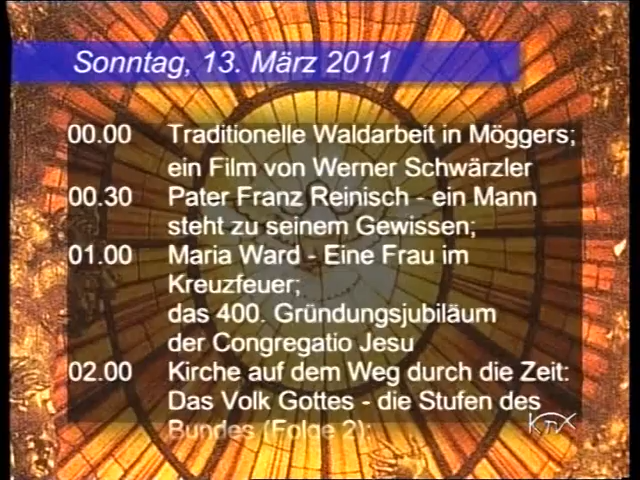 Sonntag, 13. März 2011
00.00 Traditionelle Waldarbeit in Möggers;
ein Film von Werner Schwärzler
00.30 Pater Franz Reinisch - ein Mann
steht zu seinem Gewissen;
01.00 Maria Ward - Eine Frau im
Kreuzfeuer;
das 400. Gründungsjubiläum
der Congregatio Jesu
02.00 Kirche auf dem Weg durch die Zeit:
Das Volk Gottes - die Stufen des
Bundes (Folge 2);
K TV